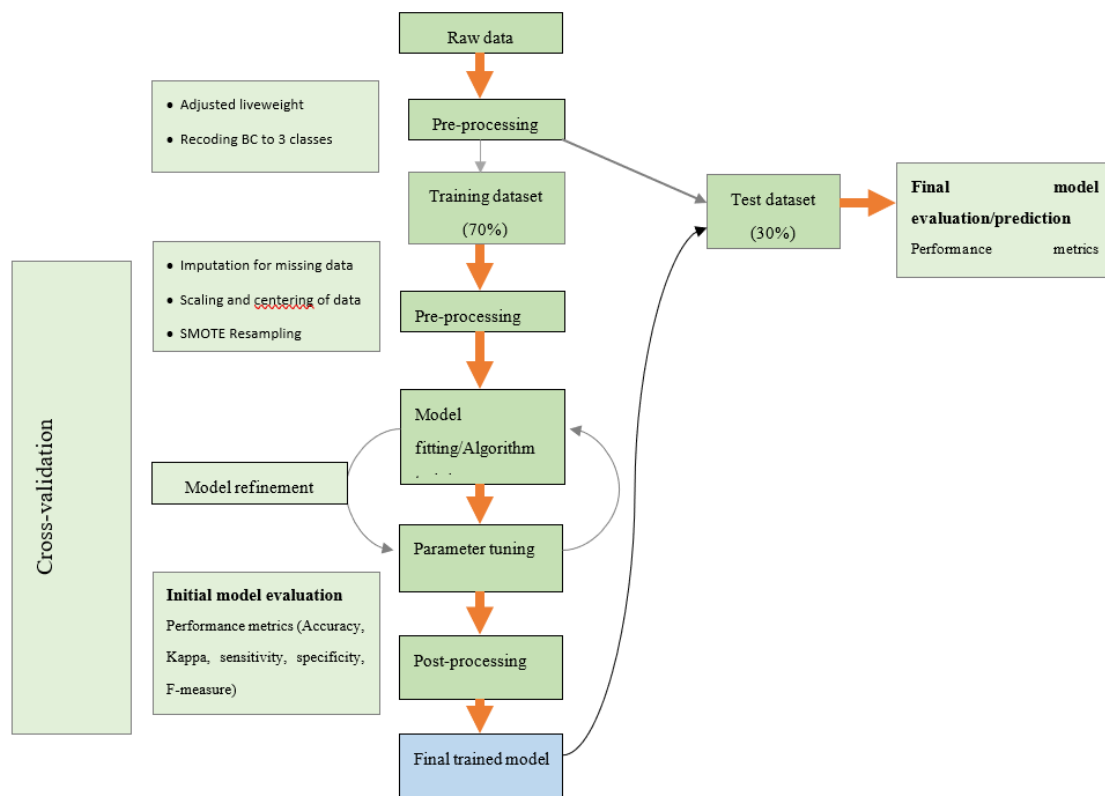 Raw data
• Adjusted liveweight
• Recoding BC to 3 classes
Pre-processing
Training dataset
(70%)
Test dataset
(30%)
Final model
evaluation/prediction
Performance metrics
• Imputation for missing data
• Scaling and centering of data
• SMOTE Resampling
Pre-processing
Cross-validation
Model
fitting/Algorithm
Model refinement
Parameter tuning
Initial model evaluation
Performance metrics (Accuracy,
Kappa, sensitivity, specificity,
F-measure)
Post-processing
Final trained model